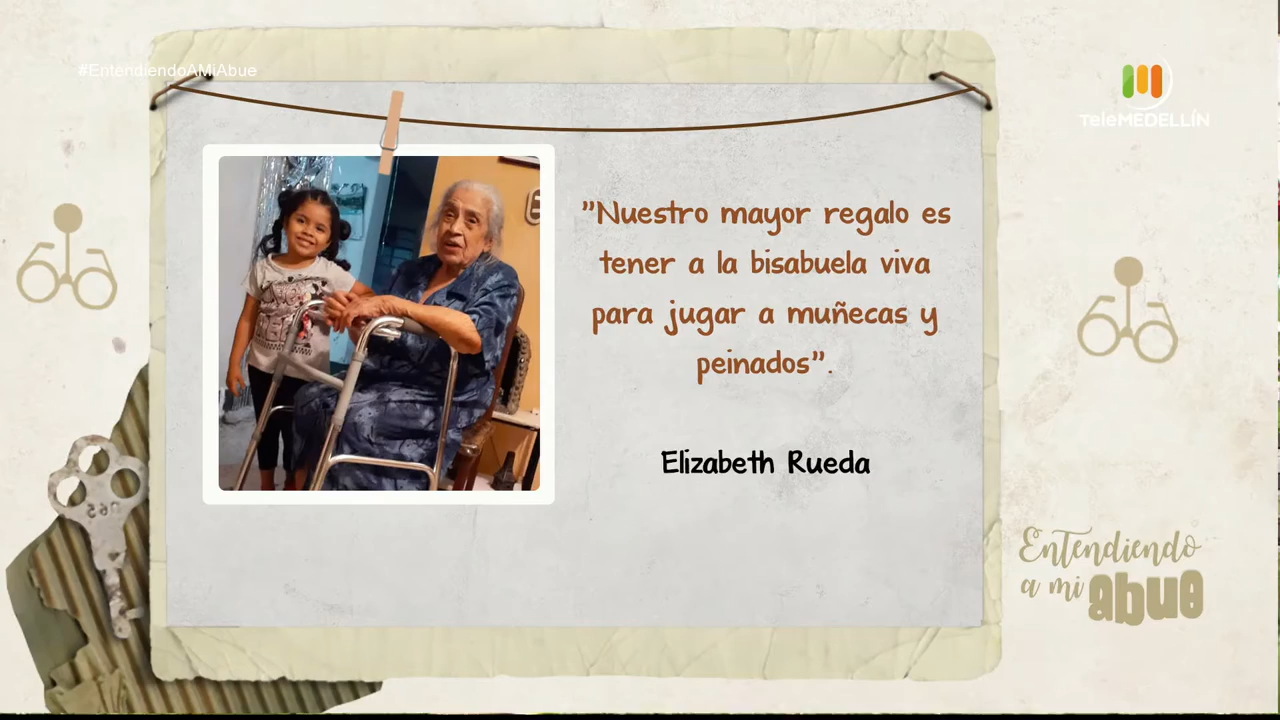 #EntendiendoAMiAbue
TeleMEDELLÍN
"Nuestro mayor regalo es
tener a la bisabuela viva
para jugar a muñecas y
peinados".
Elizabeth Rueda
Entendiendo
a mi abue